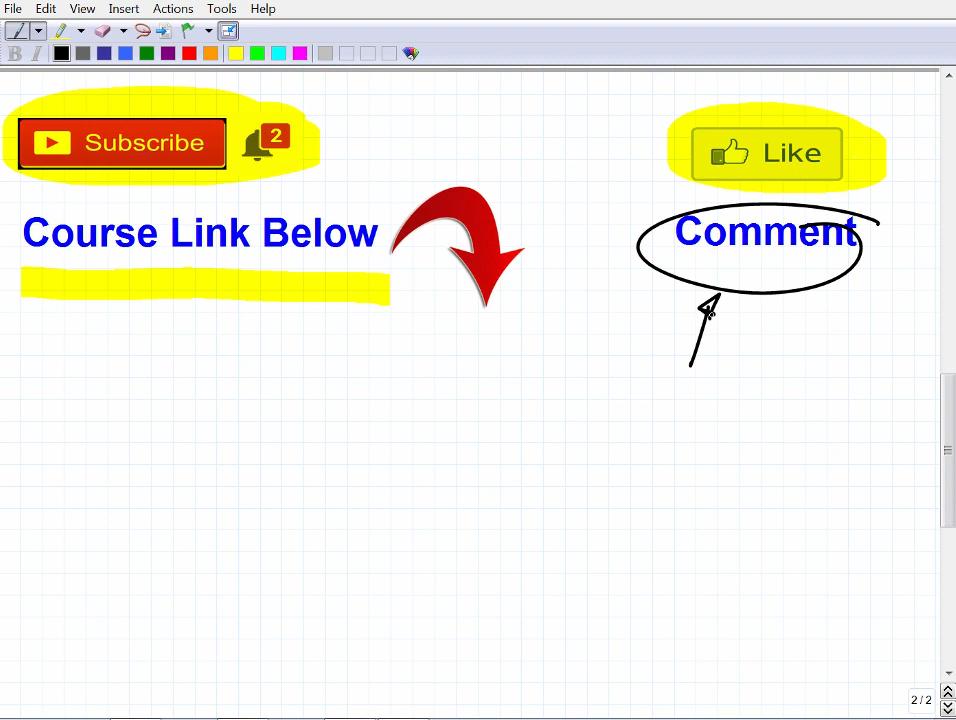 File Edit View Insert Actions Tools Help
B I
Subscribe 2
Like
Course Link Below
Comment
2 / 2